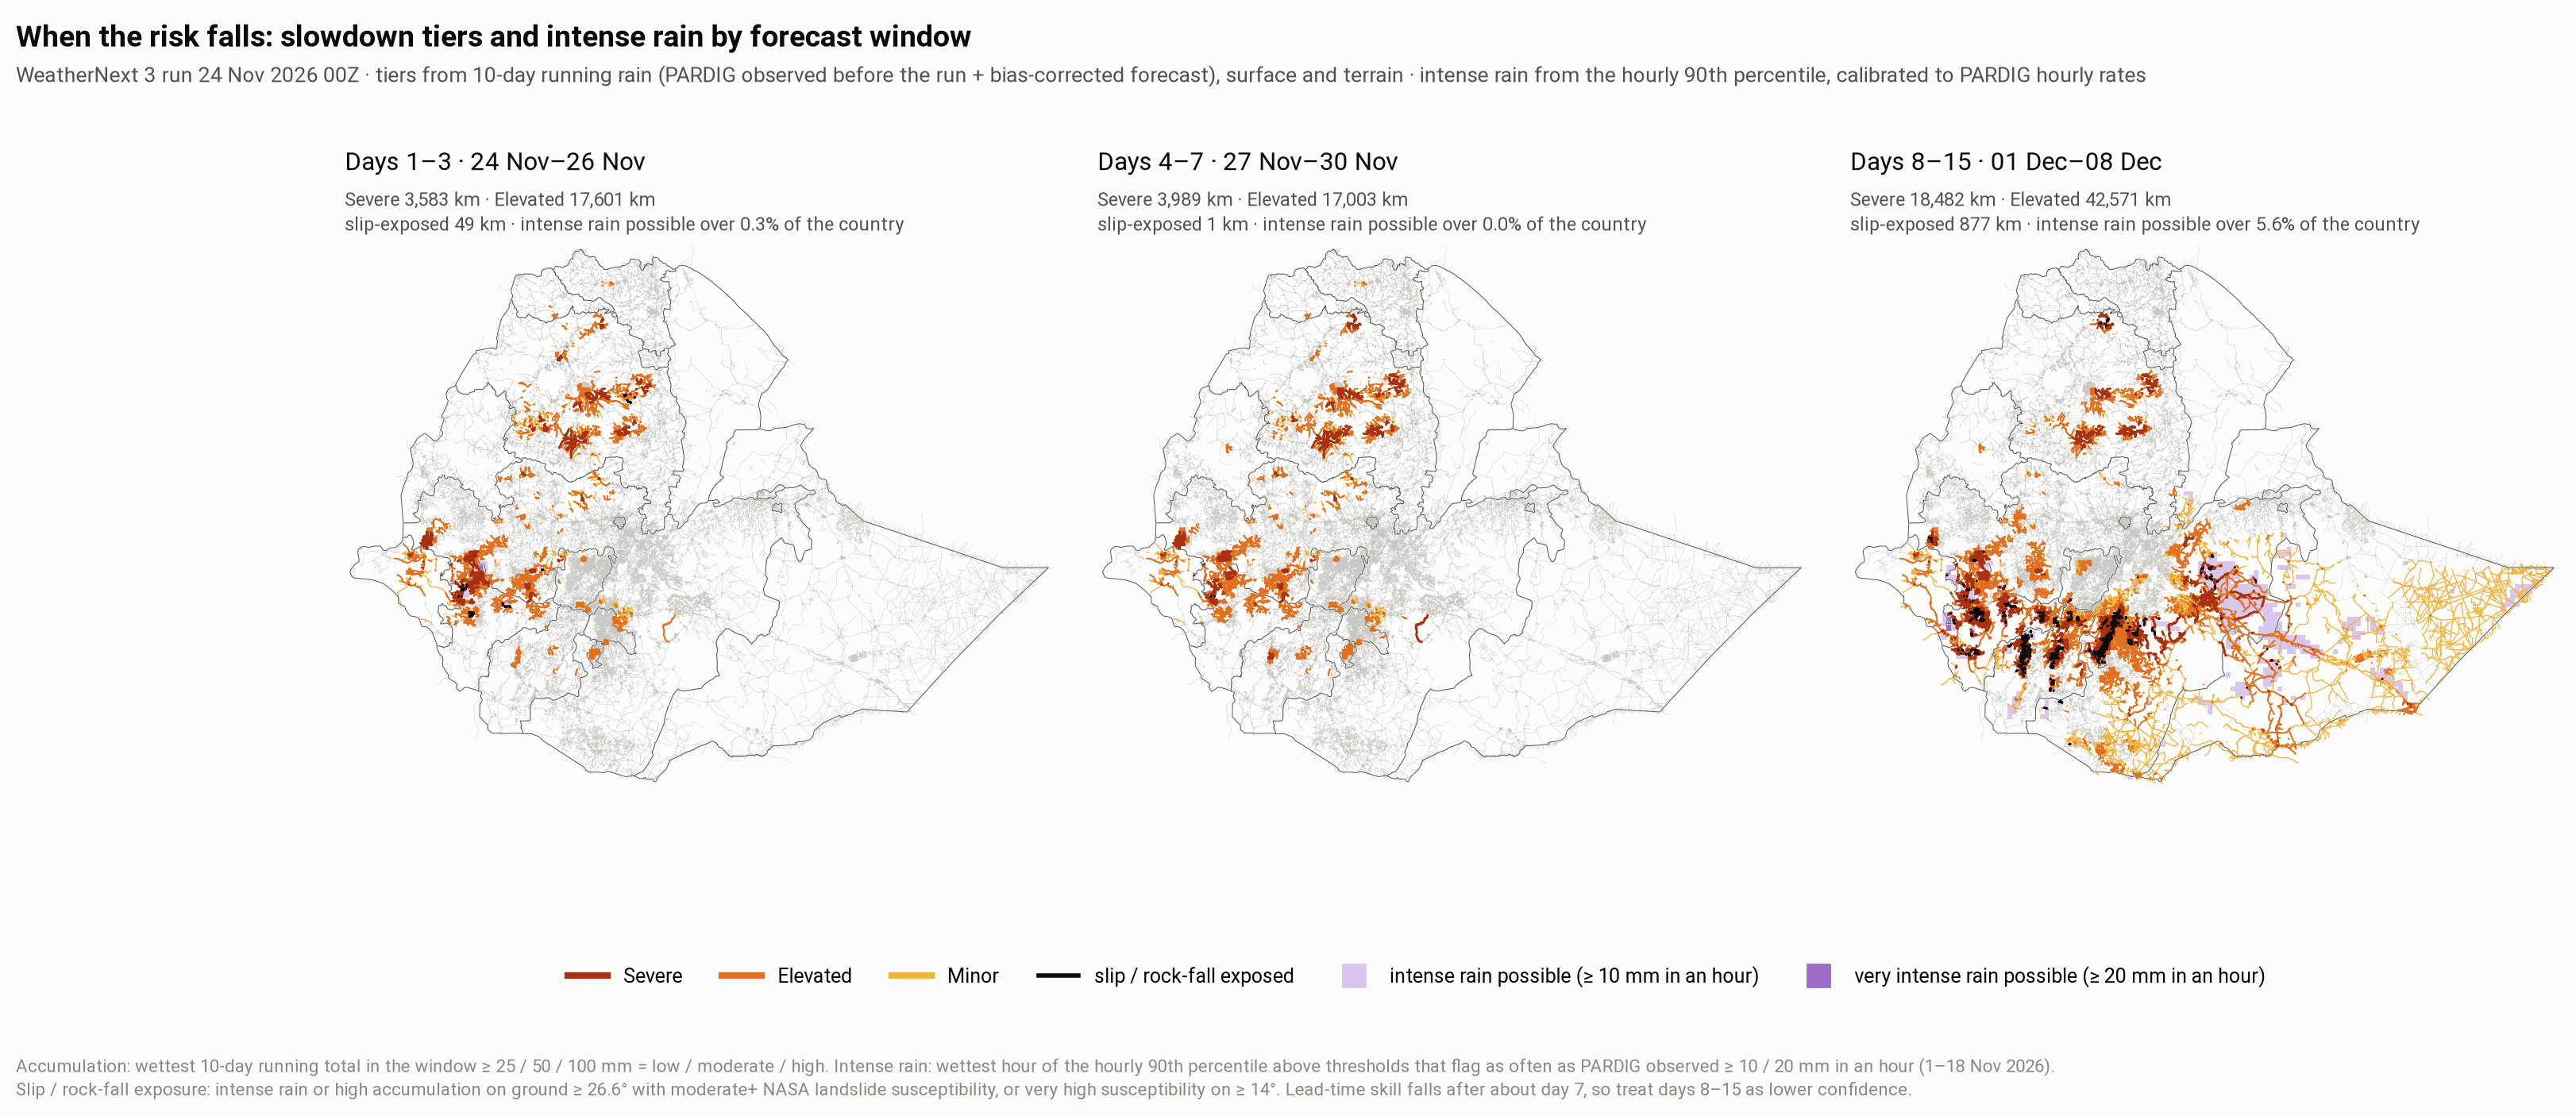 When the risk falls: slowdown tiers and intense rain by forecast window
WeatherNext 3 run 24 Nov 2026 00Z · tiers from 10-day running rain (PARDIG observed before the run + bias-corrected forecast), surface and terrain · intense rain from the hourly 90th percentile, calibrated to PARDIG hourly rates
Days 1–3 · 24 Nov–26 Nov
Severe 3,583 km · Elevated 17,601 km
slip-exposed 49 km · intense rain possible over 0.3% of the country
Days 4–7 · 27 Nov–30 Nov
Severe 3,989 km · Elevated 17,003 km
slip-exposed 1 km · intense rain possible over 0.0% of the country
Days 8–15 · 01 Dec–08 Dec
Severe 18,482 km · Elevated 42,571 km
slip-exposed 877 km · intense rain possible over 5.6% of the country
Severe
Elevated
Minor
slip / rock-fall exposed
intense rain possible (≥ 10 mm in an hour)
very intense rain possible (≥ 20 mm in an hour)
Accumulation: wettest 10-day running total in the window ≥ 25 / 50 / 100 mm = low / moderate / high. Intense rain: wettest hour of the hourly 90th percentile above thresholds that flag as often as PARDIG observed ≥ 10 / 20 mm in an hour (1–18 Nov 2026).
Slip / rock-fall exposure: intense rain or high accumulation on ground ≥ 26.6° with moderate+ NASA landslide susceptibility, or very high susceptibility on ≥ 14°. Lead-time skill falls after about day 7, so treat days 8–15 as lower confidence.